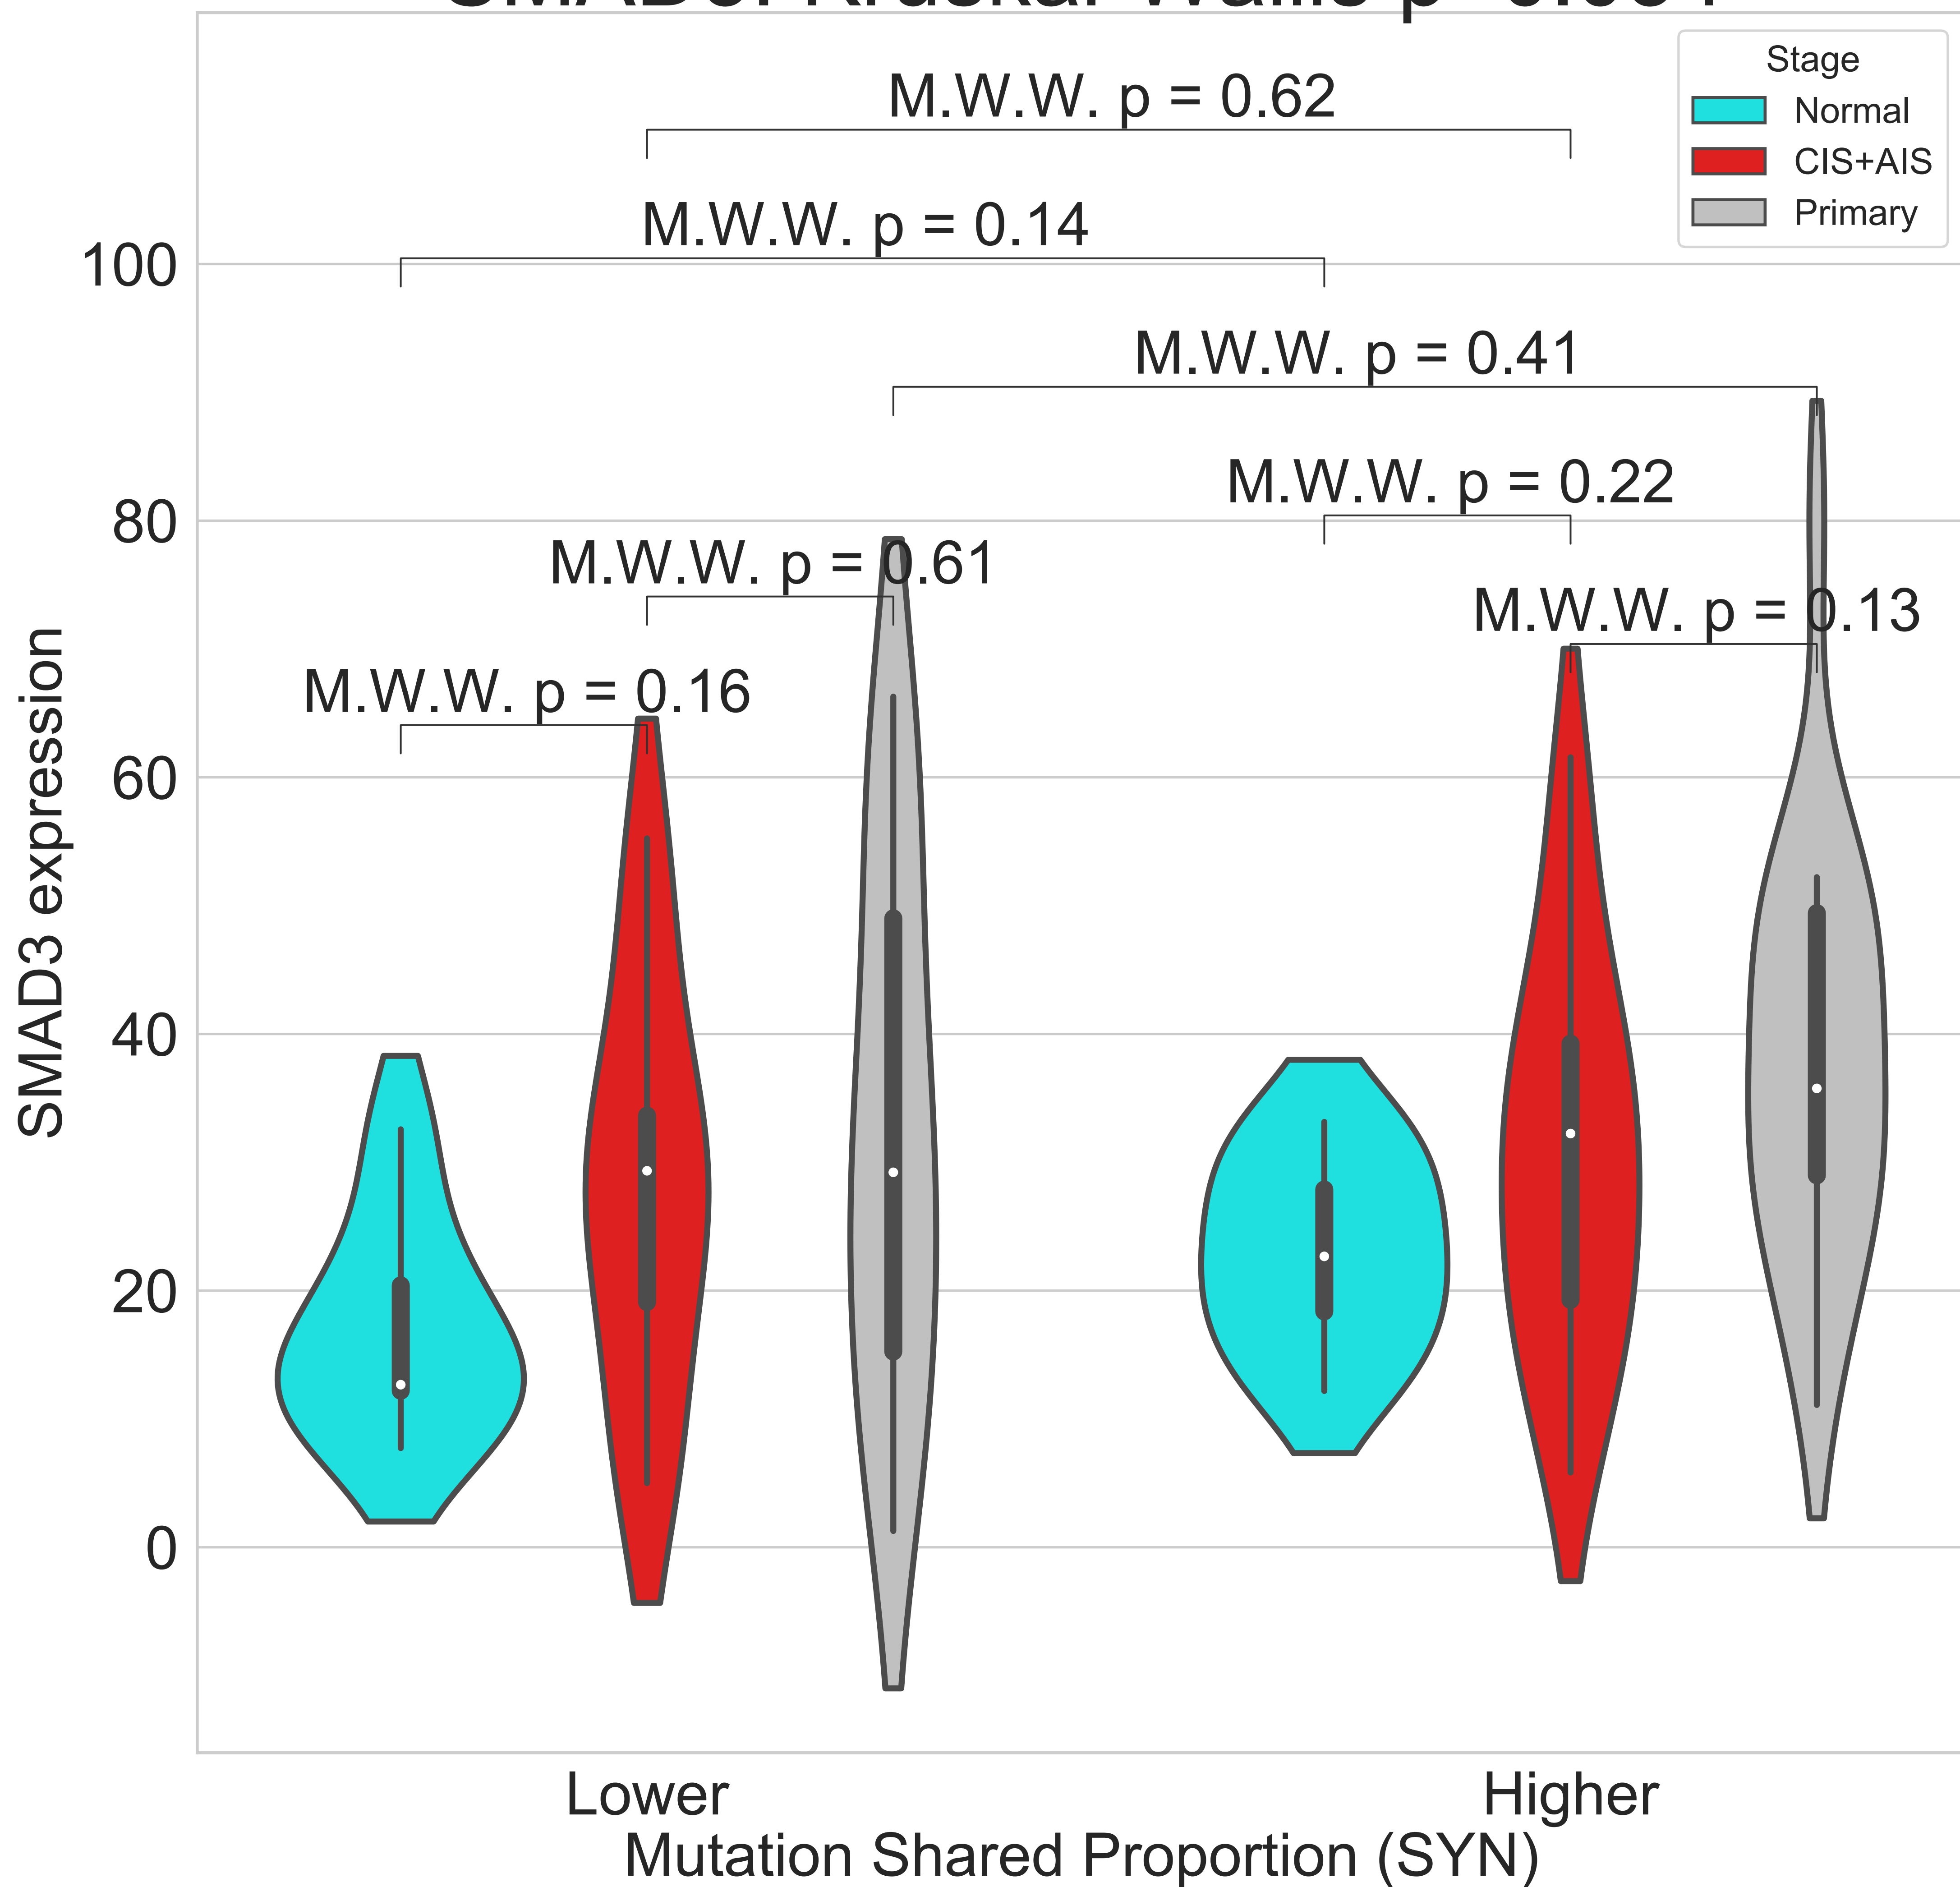 Stage
Normal
CIS+AIS
Primary
M.W.W. p = 0.62
M.W.W. p = 0.14
M.W.W. p = 0.41
M.W.W. p = 0.22
M.W.W. p = 0.61
M.W.W. p = 0.13
M.W.W. p = 0.16
100
80
60
40
20
0
SMAD3 expression
Lower
Higher
Mutation Shared Proportion (SYN)